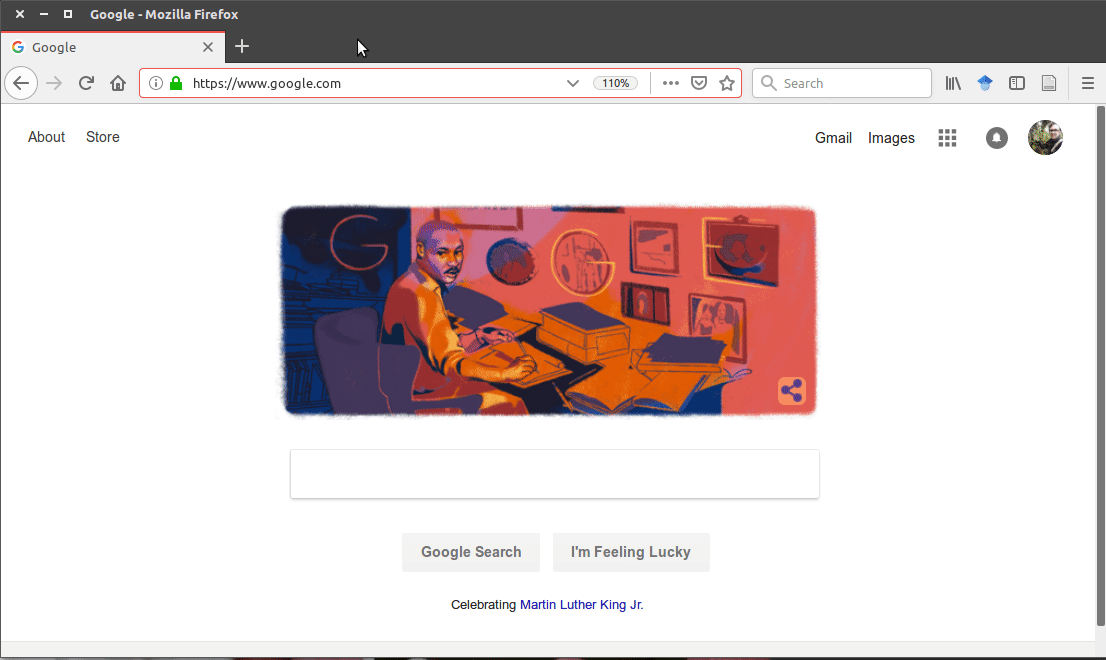 Google - Mozilla Firefox
Google
https://www.google.com 110% Search
About Store Gmail Images
Google Search I'm Feeling Lucky
Celebrating Martin Luther King Jr.